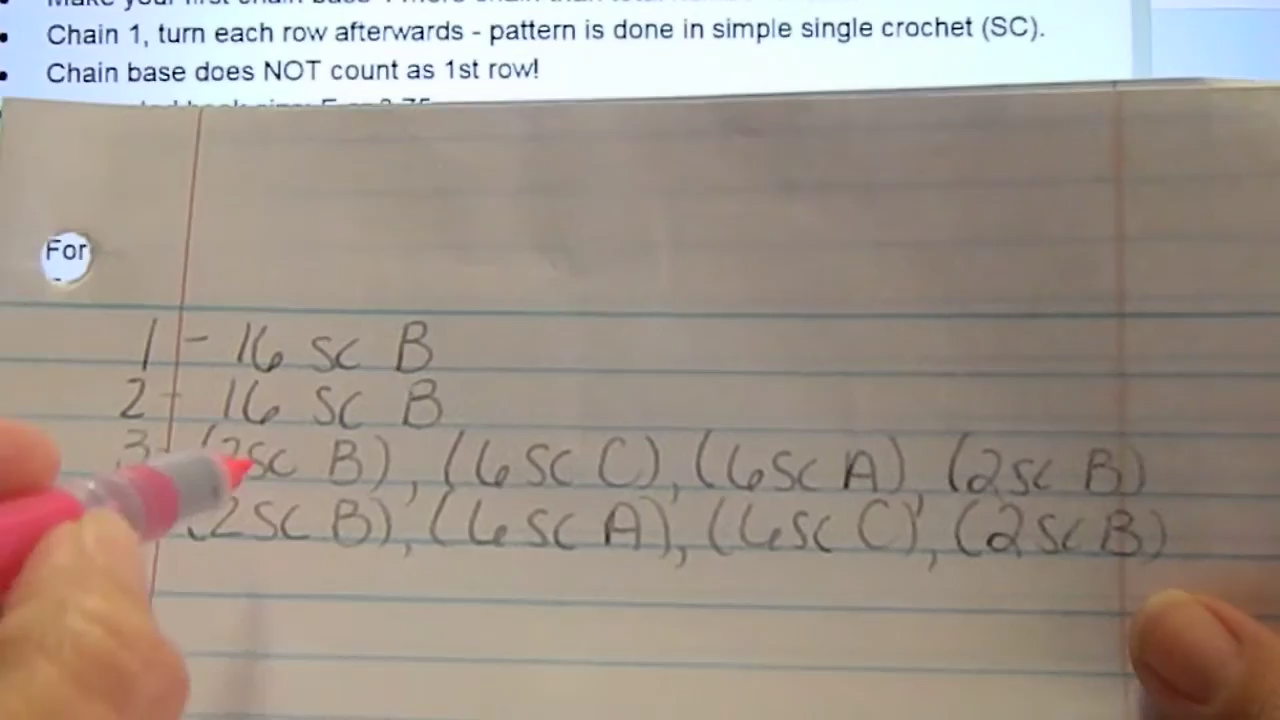 Chain 1, turn each row afterwards - pattern is done in simple single crochet (SC).
Chain base does NOT count as 1st row!
For
1 - 16 SC B
2 - 16 SC B
3 - (2SC B), (6SC C), (6SC A), (2SC B)
(2SC B), (6SC A), (6SC C), (2SC B)